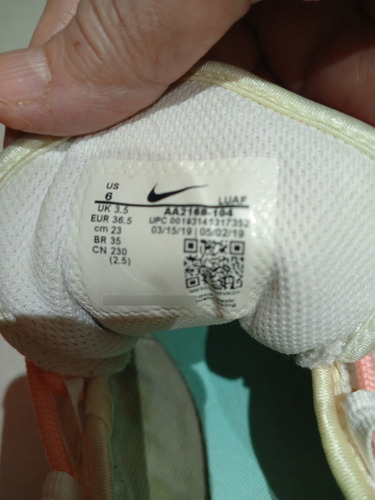 US
6
LUAF
UK 3.5
AA2168-104
EUR 36.5
UPC 00193145317352
cm 23
03/15/19 | 05/02/19
BR 35
CN 230
(2.5)